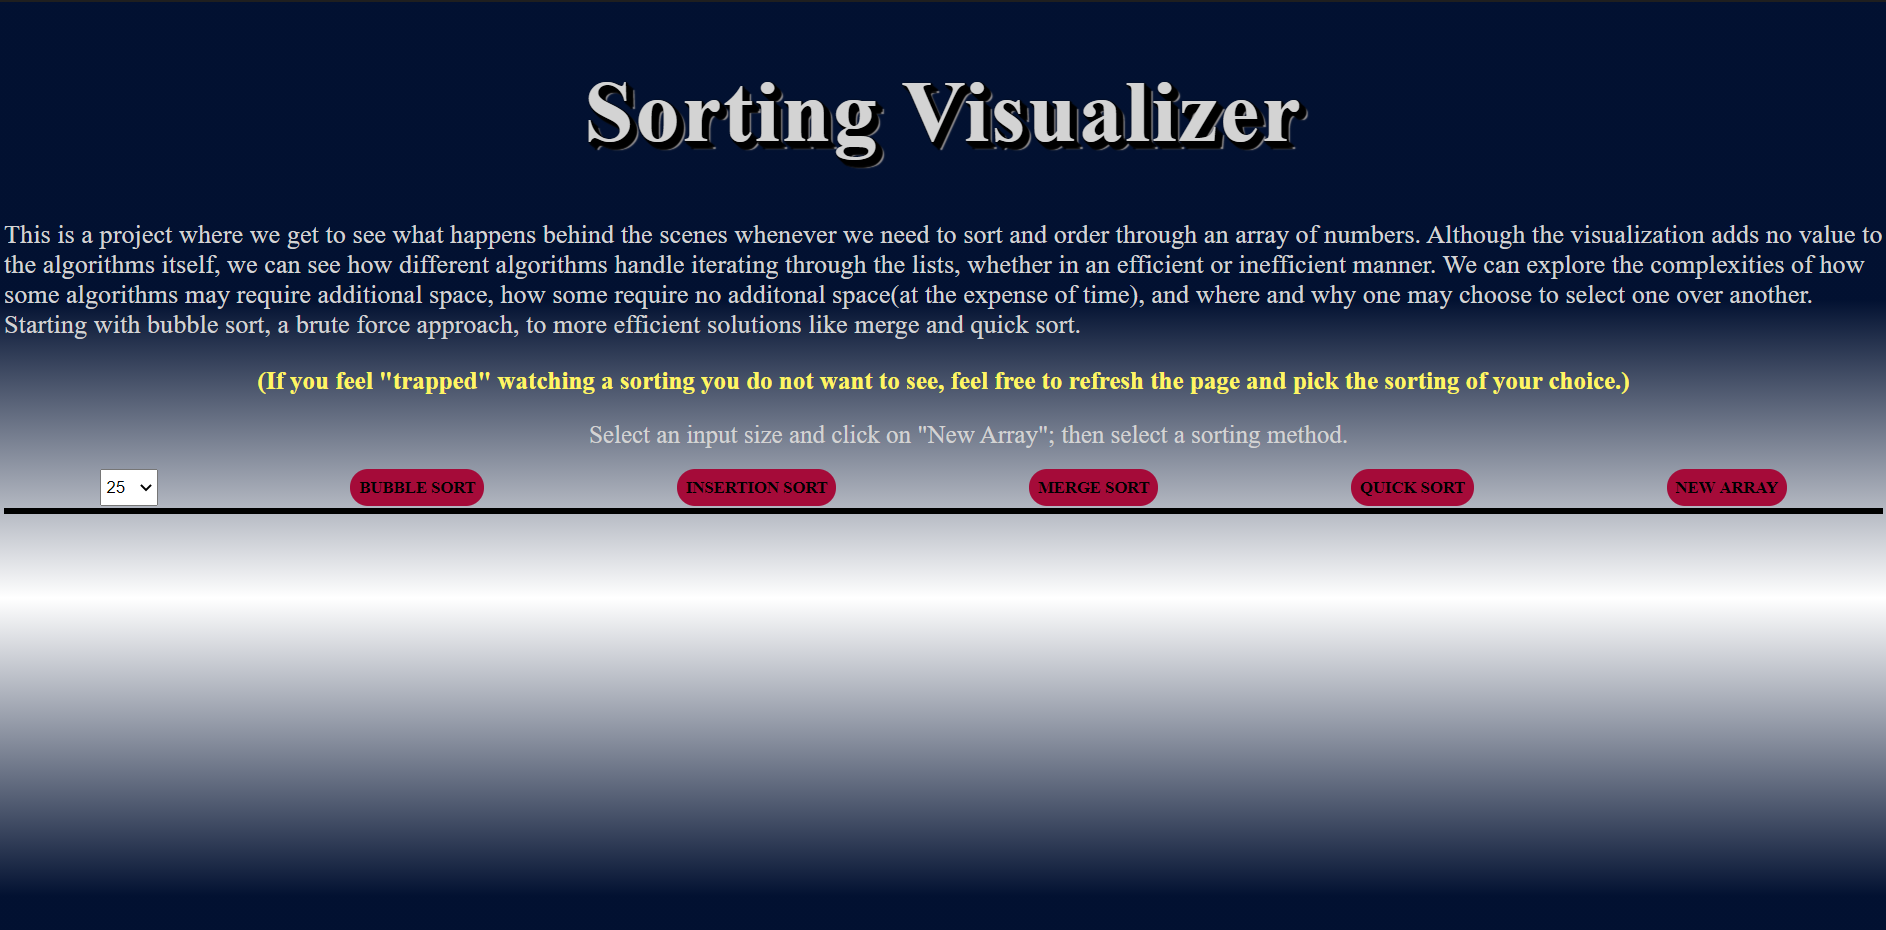 Sorting Visualizer
This is a project where we get to see what happens behind the scenes whenever we need to sort and order through an array of numbers. Although the visualization adds no value to
the algorithms itself, we can see how different algorithms handle iterating through the lists, whether in an efficient or inefficient manner. We can explore the complexities of how
some algorithms may require additional space, how some require no additonal space(at the expense of time), and where and why one may choose to select one over another.
Starting with bubble sort, a brute force approach, to more efficient solutions like merge and quick sort.
(If you feel "trapped" watching a sorting you do not want to see, feel free to refresh the page and pick the sorting of your choice.)
Select an input size and click on "New Array"; then select a sorting method.
25 BUBBLE SORT INSERTION SORT MERGE SORT QUICK SORT NEW ARRAY